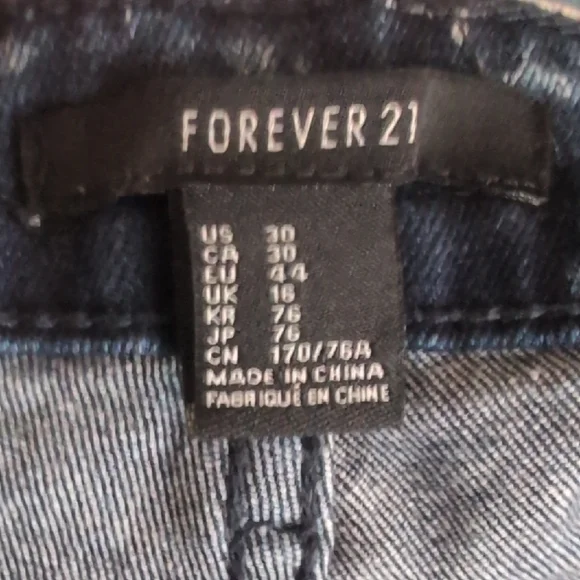 FOREVER 21
US 30
CA 30
EU 44
UK 16
KR 76
JP 76
CN 170/76A
MADE IN CHINA
FABRIQUÉ EN CHINE